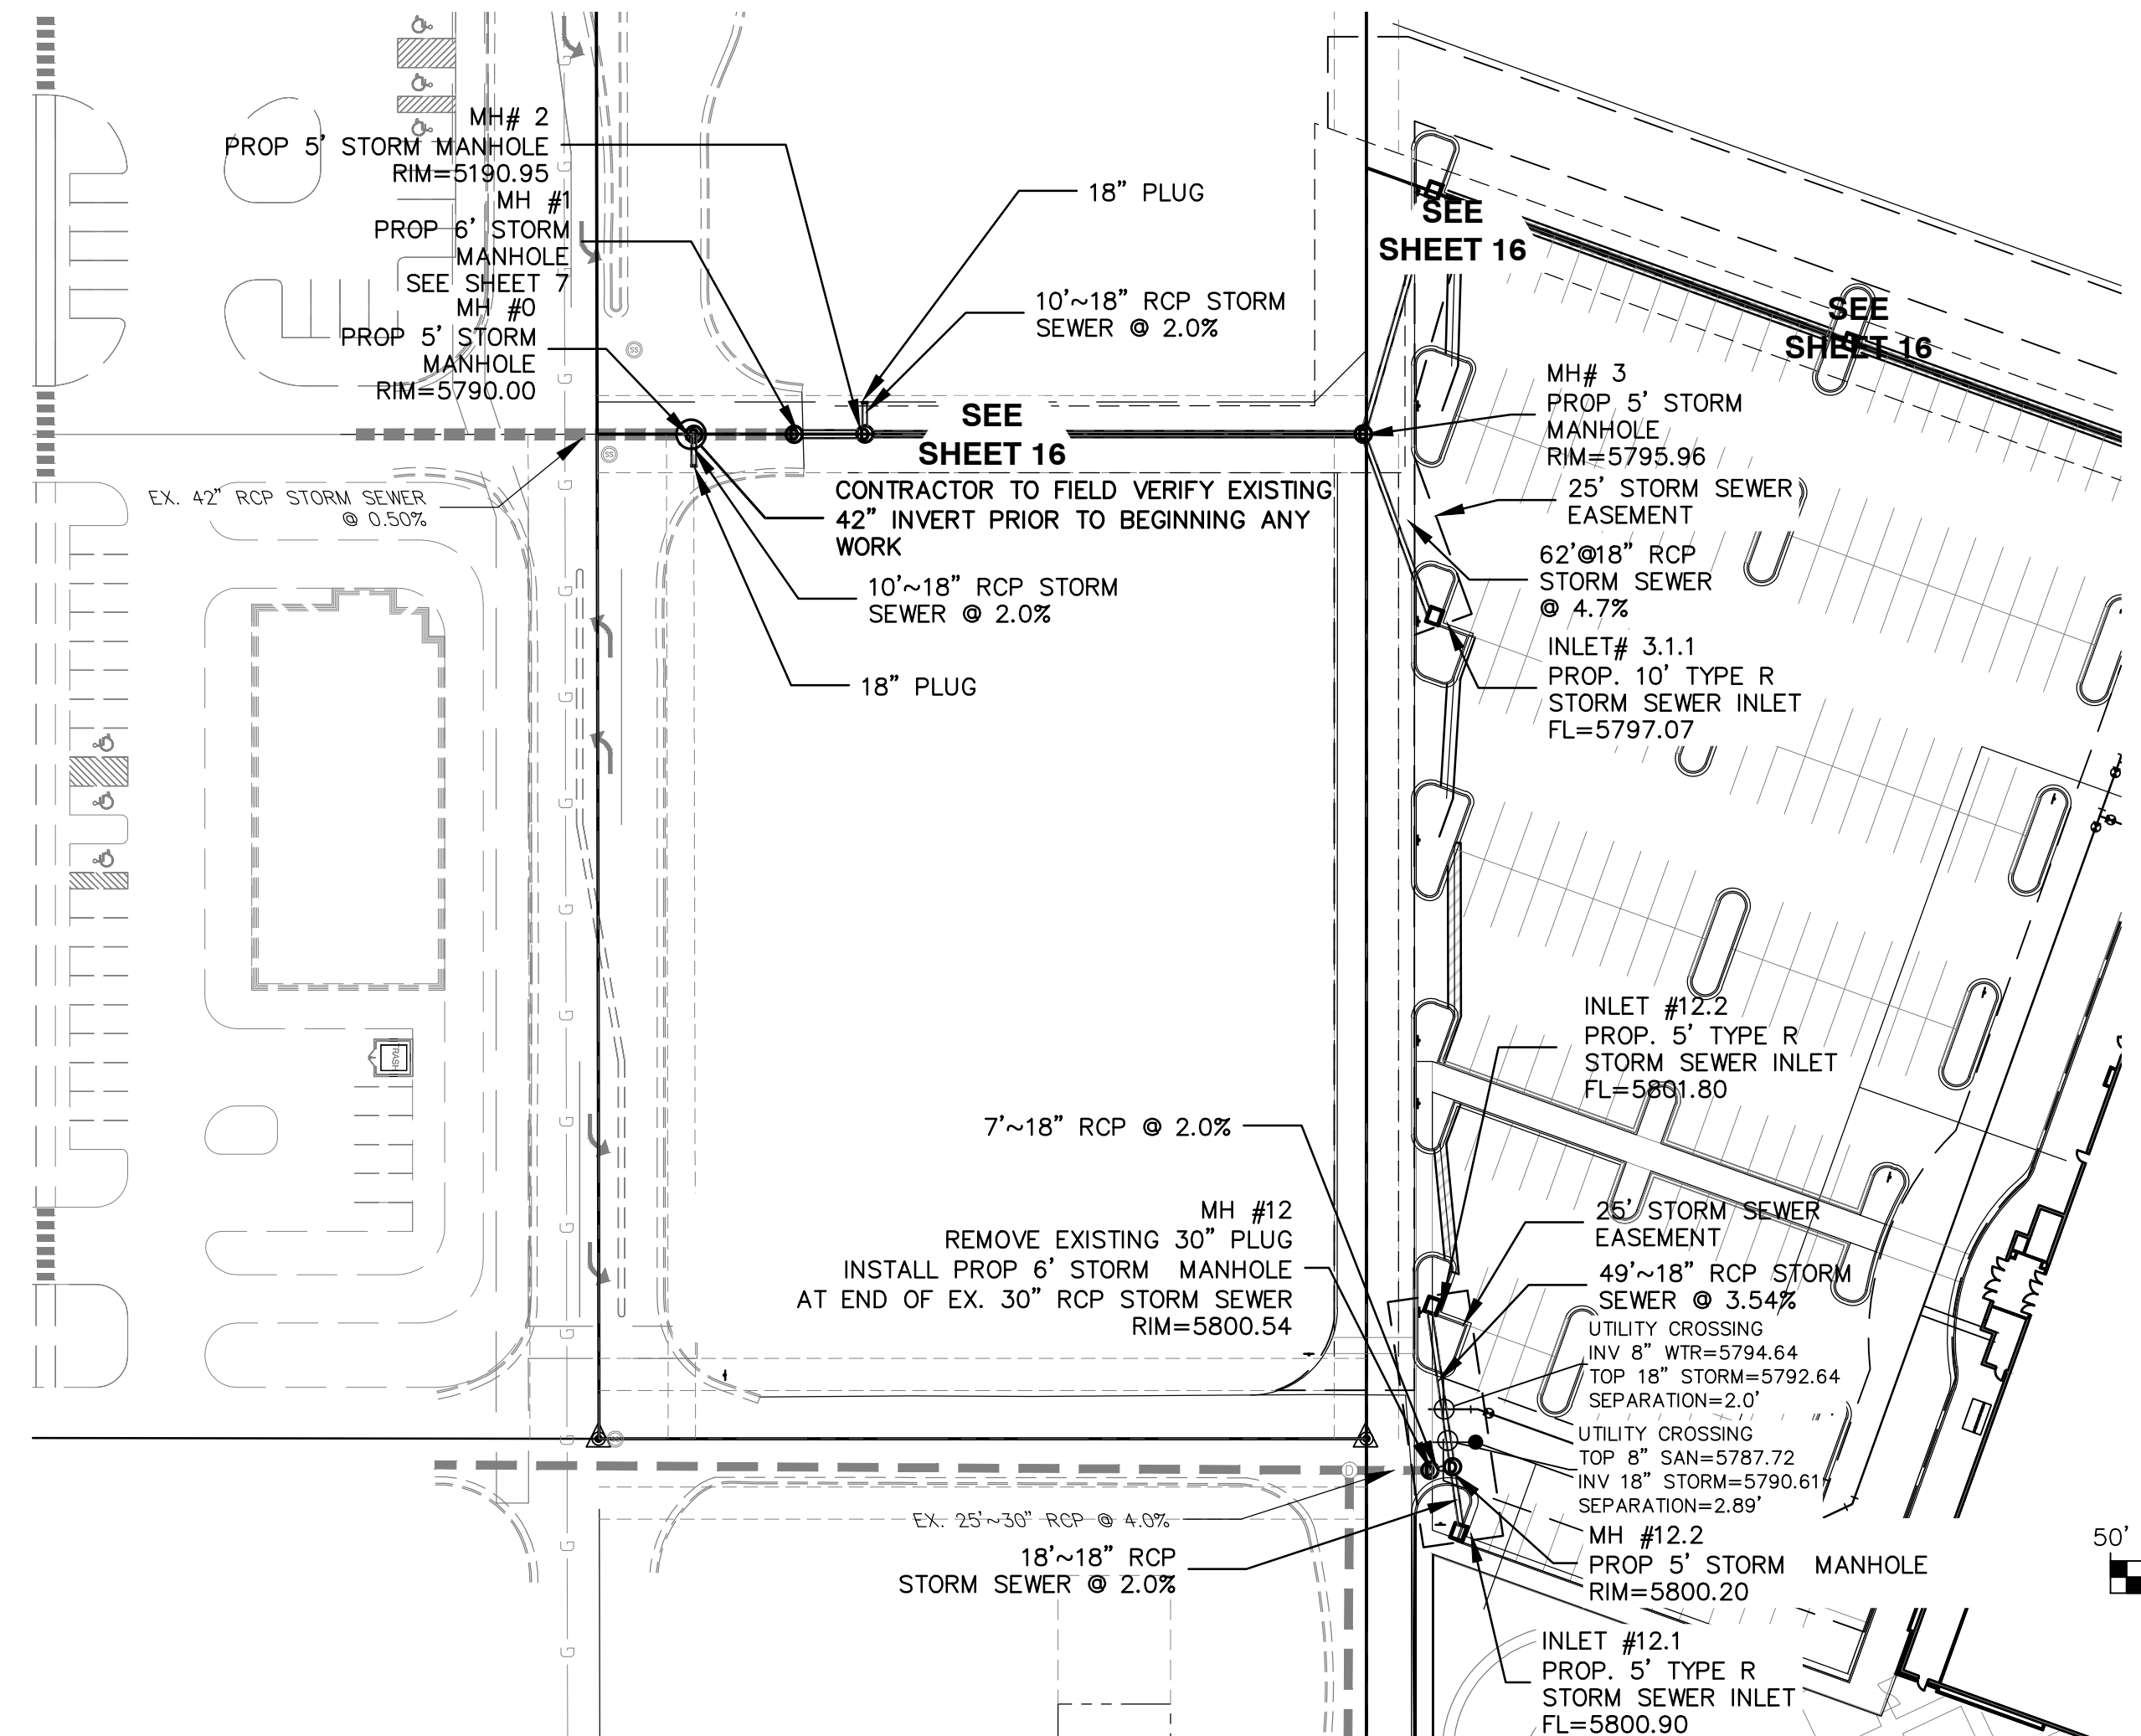 MH# 2
PROP 5' STORM MANHOLE
RIM=5190.95
MH #1
PROP 6' STORM
MANHOLE
SEE SHEET 7
MH #0
PROP 5' STORM
MANHOLE
RIM=5790.00
18" PLUG
10'~18" RCP STORM
SEWER @ 2.0%
SEE
SHEET 16
SEE
SHEET 16
SEE
SHEET 16
MH# 3
PROP 5' STORM
MANHOLE
RIM=5795.96
25' STORM SEWER
EASEMENT
62'@18" RCP
STORM SEWER
@ 4.7%
INLET# 3.1.1
PROP. 10' TYPE R
STORM SEWER INLET
FL=5797.07
EX. 42" RCP STORM SEWER
@ 0.50%
CONTRACTOR TO FIELD VERIFY EXISTING
42" INVERT PRIOR TO BEGINNING ANY
WORK
10'~18" RCP STORM
SEWER @ 2.0%
18" PLUG
SS
SS
G
G
G
G
G
G
G
G
G
G
G
INLET #12.2
PROP. 5' TYPE R
STORM SEWER INLET
FL=5801.80
7'~18" RCP @ 2.0%
MH #12
REMOVE EXISTING 30" PLUG
INSTALL PROP 6' STORM MANHOLE
AT END OF EX. 30" RCP STORM SEWER
RIM=5800.54
25' STORM SEWER
EASEMENT
49'~18" RCP STORM
SEWER @ 3.54%
UTILITY CROSSING
INV 8" WTR=5794.64
TOP 18" STORM=5792.64
SEPARATION=2.0'
UTILITY CROSSING
TOP 8" SAN=5787.72
INV 18" STORM=5790.61
SEPARATION=2.89'
D
D
EX. 25'~30" RCP @ 4.0%
18'~18" RCP
STORM SEWER @ 2.0%
MH #12.2
PROP 5' STORM MANHOLE
RIM=5800.20
50'
INLET #12.1
PROP. 5' TYPE R
STORM SEWER INLET
FL=5800.90